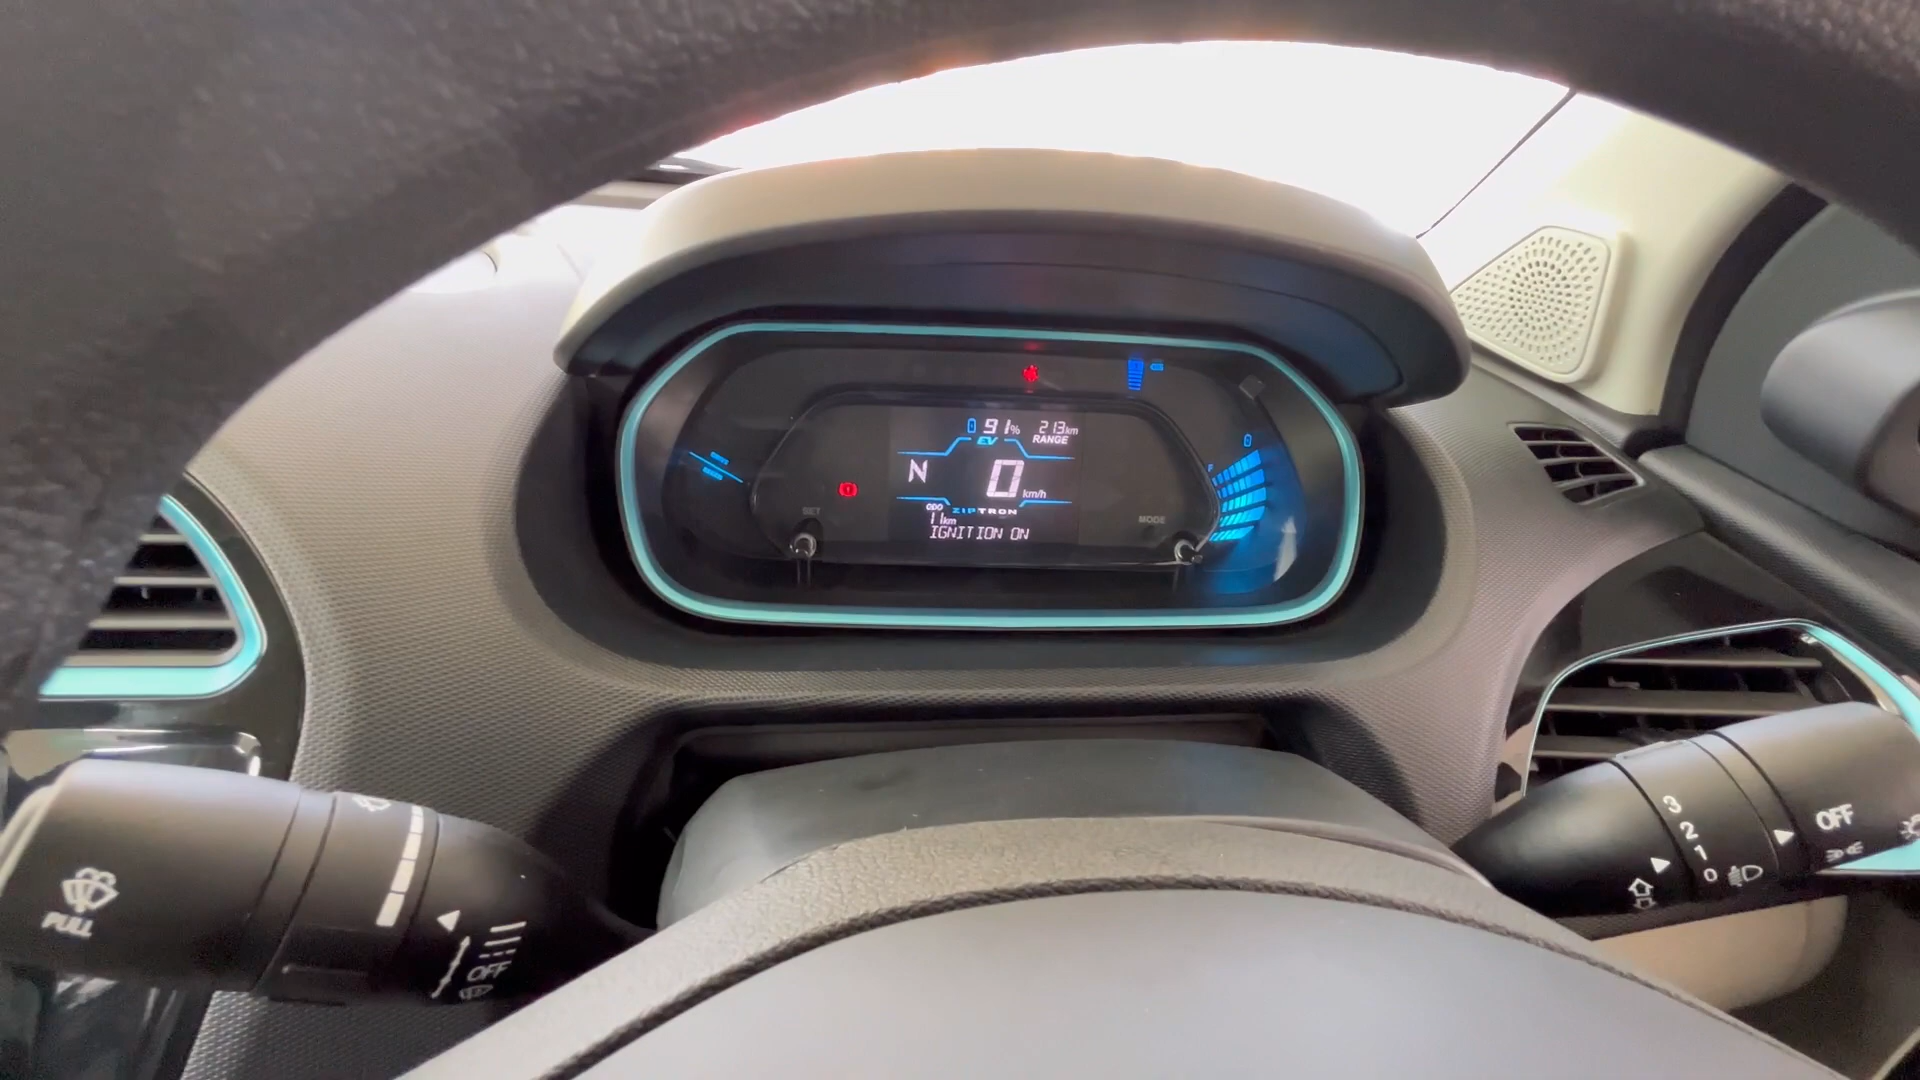 91% 213km
EV RANGE
N 0 km/h
SET ZIPTRON MODE
ODO
11km
IGNITION ON
F
PULL
OFF
3
2
1
0
OFF